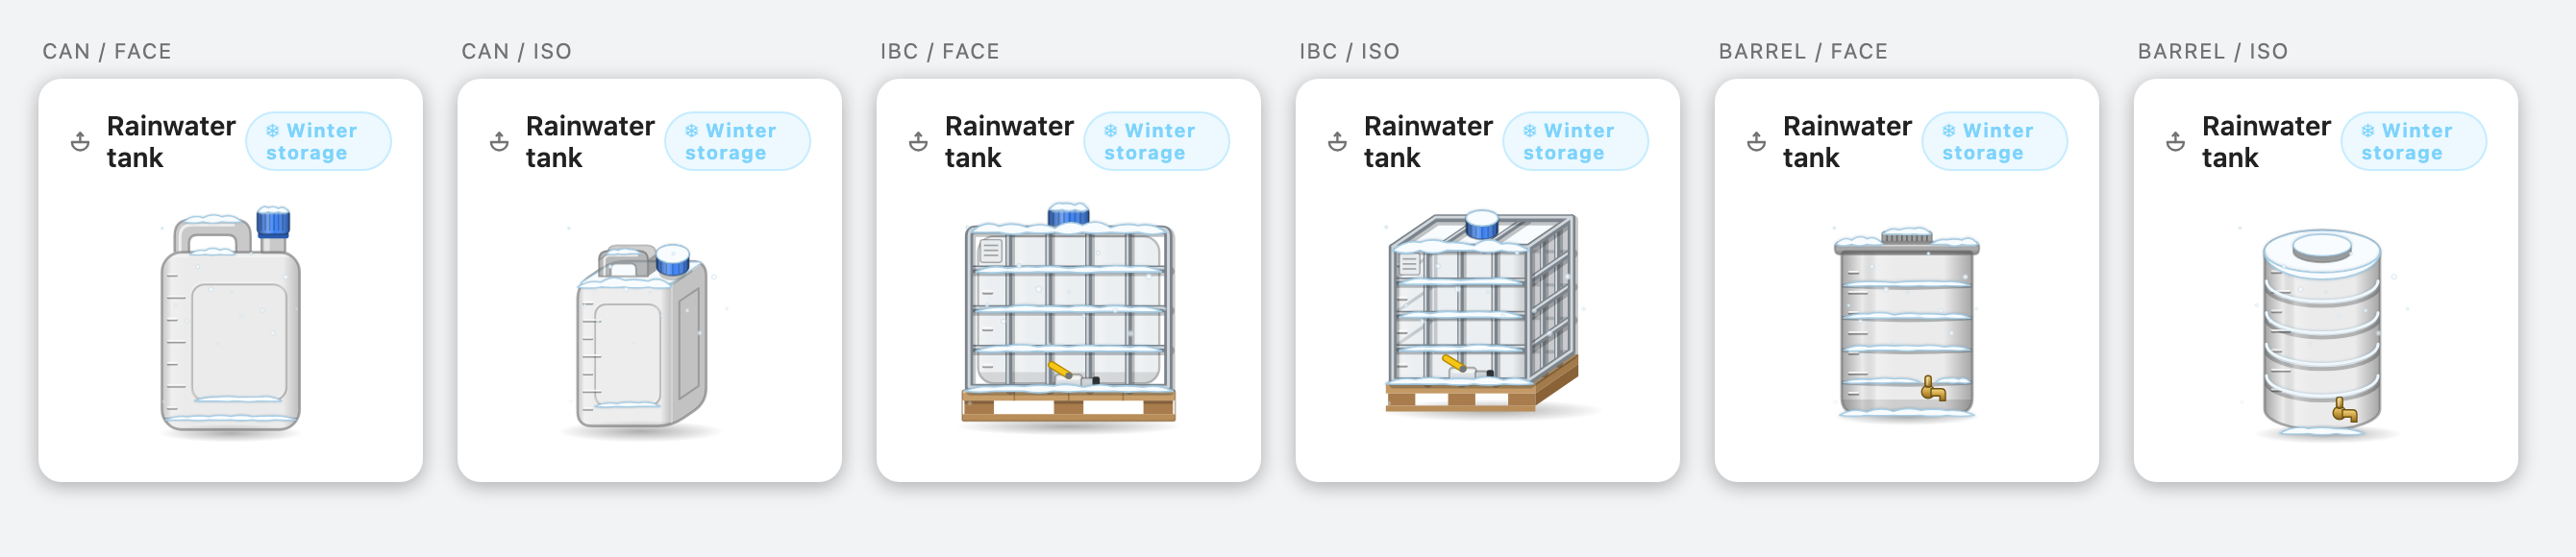 CAN / FACE
Rainwater
tank
❄ Winter
storage
CAN / ISO
Rainwater
tank
❄ Winter
storage
IBC / FACE
Rainwater
tank
❄ Winter
storage
IBC / ISO
Rainwater
tank
❄ Winter
storage
BARREL / FACE
Rainwater
tank
❄ Winter
storage
BARREL / ISO
Rainwater
tank
❄ Winter
storage